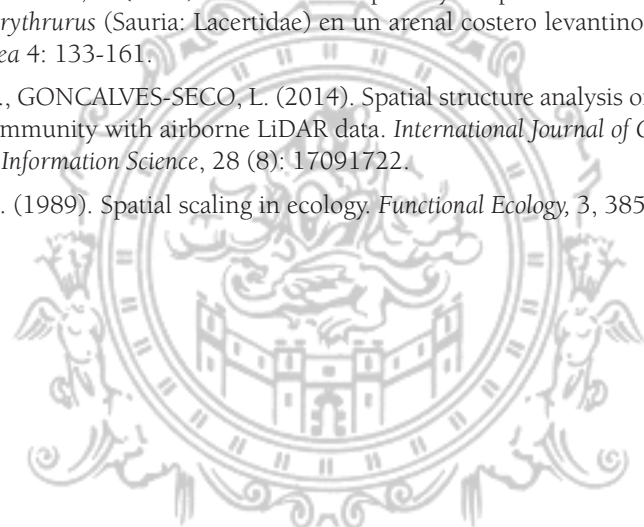 rythrurus (Sauria: Lacertidae) en un arenal costero levantino
ea 4: 133-161.
., GONCALVES-SECO, L. (2014). Spatial structure analysis o
mmunity with airborne LiDAR data. International Journal of
Information Science, 28 (8): 17091722.
. (1989). Spatial scaling in ecology. Functional Ecology, 3, 385